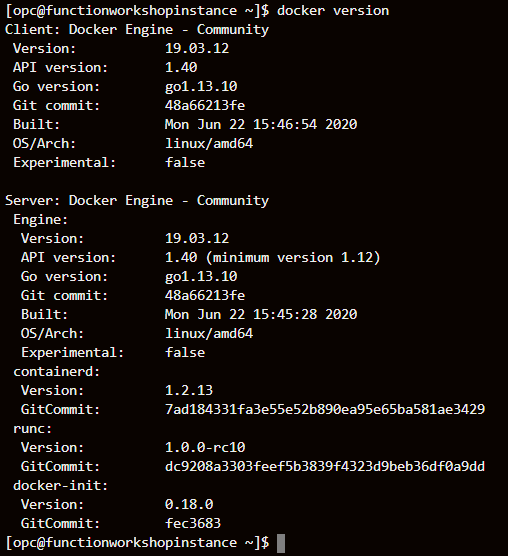 [opc@functionworkshopinstance ~]$ docker version
Client: Docker Engine - Community
 Version:           19.03.12
 API version:       1.40
 Go version:        go1.13.10
 Git commit:        48a66213fe
 Built:             Mon Jun 22 15:46:54 2020
 OS/Arch:           linux/amd64
 Experimental:      false

Server: Docker Engine - Community
 Engine:
  Version:          19.03.12
  API version:      1.40 (minimum version 1.12)
  Go version:       go1.13.10
  Git commit:       48a66213fe
  Built:            Mon Jun 22 15:45:28 2020
  OS/Arch:          linux/amd64
  Experimental:     false
 containerd:
  Version:          1.2.13
  GitCommit:        7ad184331fa3e55e52b890ea95e65ba581ae3429
 runc:
  Version:          1.0.0-rc10
  GitCommit:        dc9208a3303feef5b3839f4323d9beb36df0a9dd
 docker-init:
  Version:          0.18.0
  GitCommit:        fec3683
[opc@functionworkshopinstance ~]$